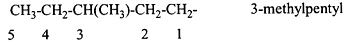 CH₃-CH₂-CH(CH₃)-CH₂-CH₂- 3-methylpentyl
5 4 3 2 1